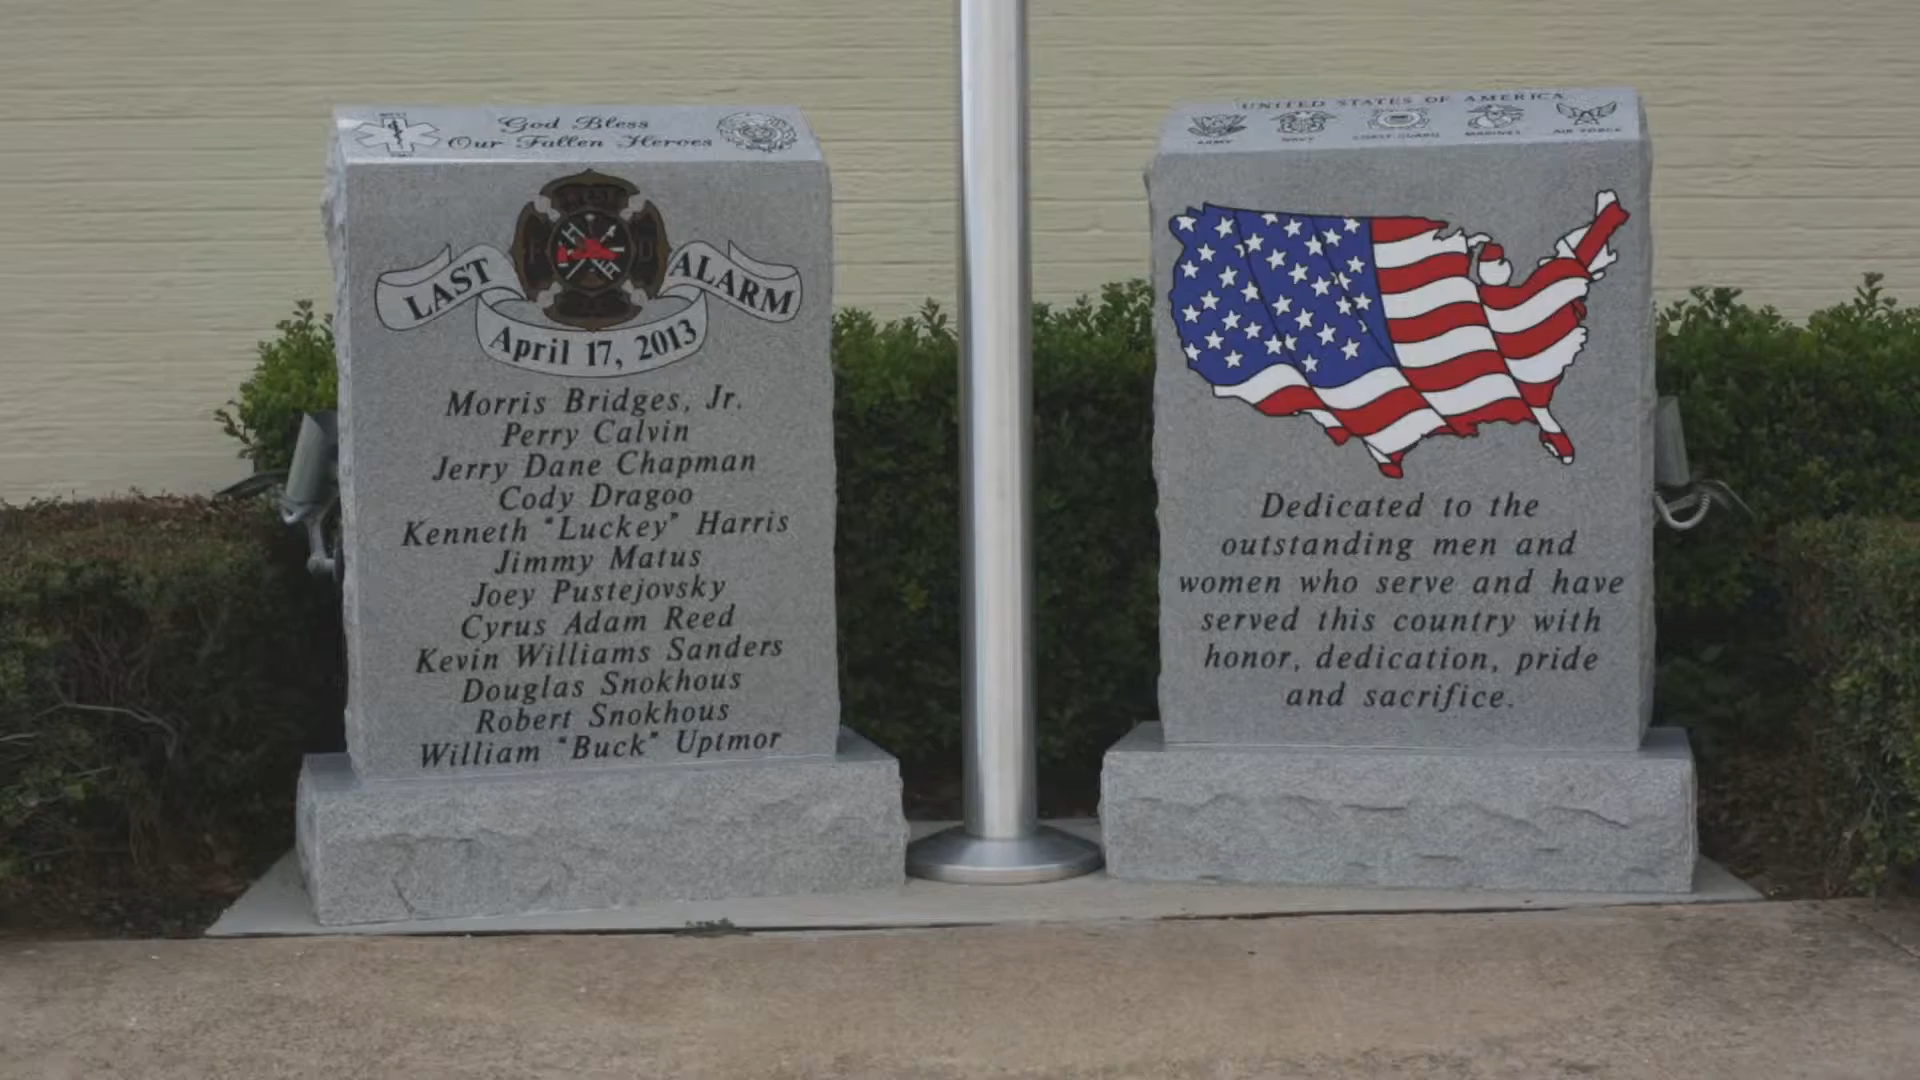 God Bless
Our Fallen Heroes
LAST ALARM
April 17, 2013
Morris Bridges, Jr.
Perry Calvin
Jerry Dane Chapman
Cody Dragoo
Kenneth "Luckey" Harris
Jimmy Matus
Joey Pustejovsky
Cyrus Adam Reed
Kevin Williams Sanders
Douglas Snokhous
Robert Snokhous
William "Buck" Uptmor
UNITED STATES OF AMERICA
ARMY NAVY COAST GUARD MARINES AIR FORCE
Dedicated to the
outstanding men and
women who serve and have
served this country with
honor, dedication, pride
and sacrifice.